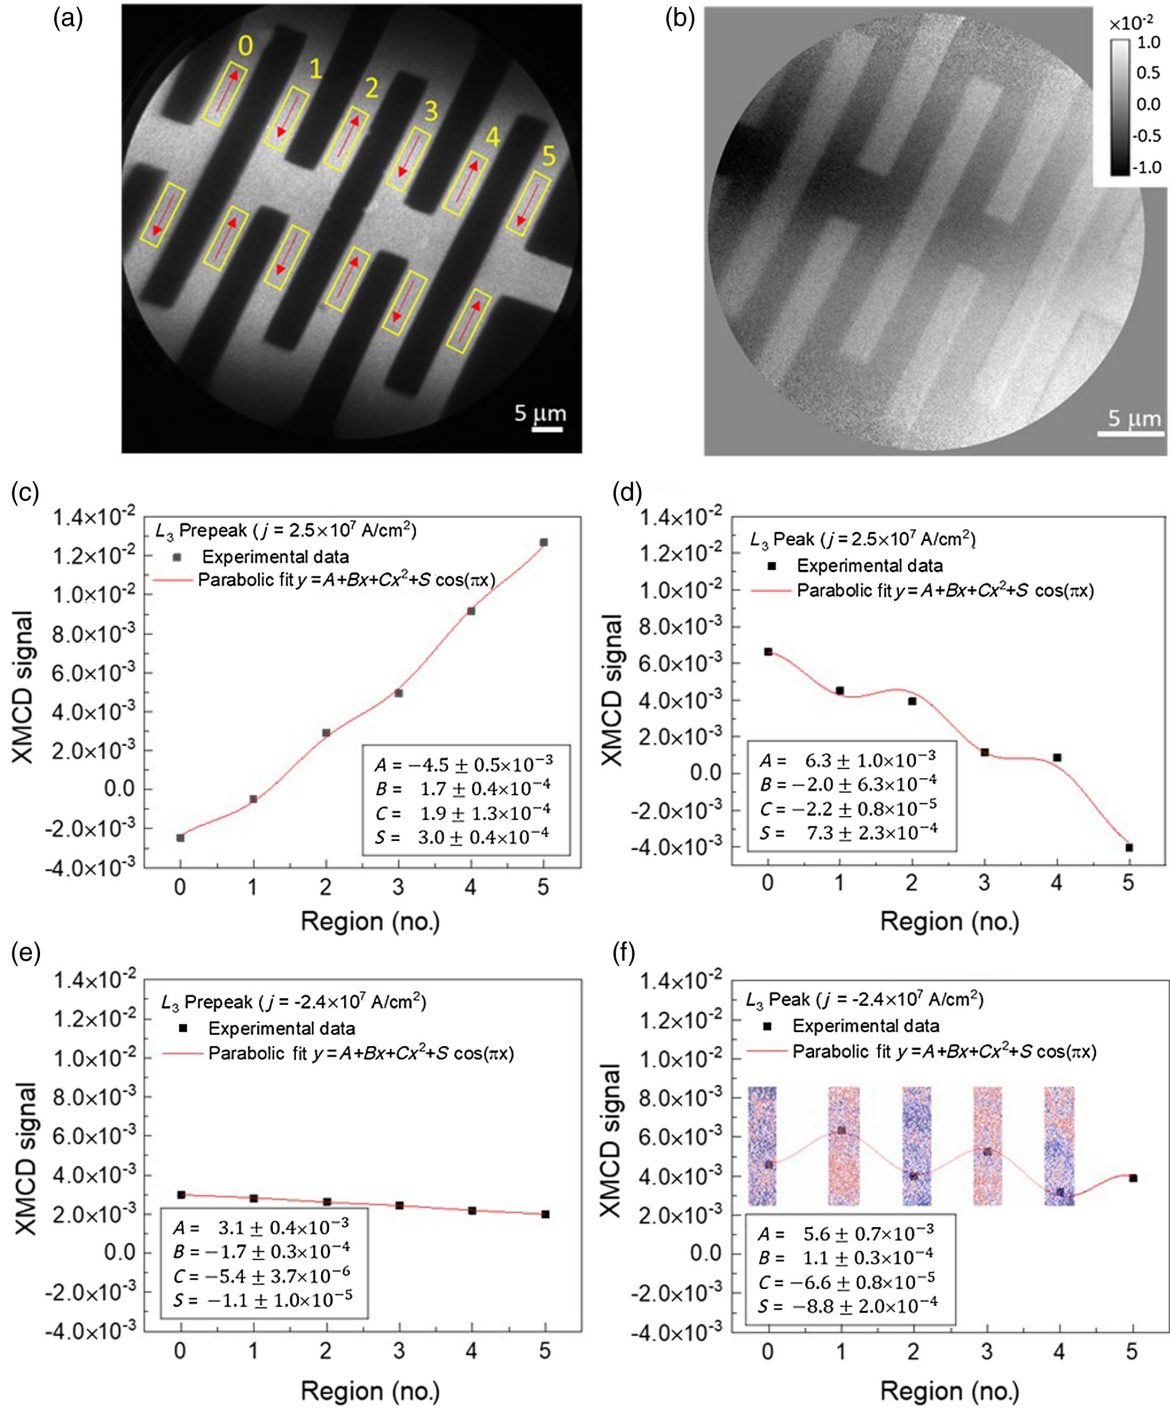 (a)
0
1
2
3
4
5
5 μm
(b)
×10⁻²
1.0
0.5
0.0
-0.5
-1.0
5 μm
(c)
1.4×10⁻²
1.2×10⁻²
1.0×10⁻²
8.0×10⁻³
6.0×10⁻³
4.0×10⁻³
2.0×10⁻³
0.0
-2.0×10⁻³
-4.0×10⁻³
XMCD signal
L₃ Prepeak ( j = 2.5×10⁷ A/cm²)
Experimental data
Parabolic fit y = A+Bx+Cx²+S cos(πx)
A = −4.5 ± 0.5×10⁻³
B = 1.7 ± 0.4×10⁻⁴
C = 1.9 ± 1.3×10⁻⁴
S = 3.0 ± 0.4×10⁻⁴
0 1 2 3 4 5
Region (no.)
(d)
1.4×10⁻²
1.2×10⁻²
1.0×10⁻²
8.0×10⁻³
6.0×10⁻³
4.0×10⁻³
2.0×10⁻³
0.0
-2.0×10⁻³
-4.0×10⁻³
XMCD signal
L₃ Peak ( j = 2.5×10⁷ A/cm²)
Experimental data
Parabolic fit y = A+Bx+Cx²+S cos(πx)
A = 6.3 ± 1.0×10⁻³
B = −2.0 ± 6.3×10⁻⁴
C = −2.2 ± 0.8×10⁻⁵
S = 7.3 ± 2.3×10⁻⁴
0 1 2 3 4 5
Region (no.)
(e)
1.4×10⁻²
1.2×10⁻²
1.0×10⁻²
8.0×10⁻³
6.0×10⁻³
4.0×10⁻³
2.0×10⁻³
0.0
-2.0×10⁻³
-4.0×10⁻³
XMCD signal
L₃ Prepeak ( j = -2.4×10⁷ A/cm²)
Experimental data
Parabolic fit y = A+Bx+Cx²+S cos(πx)
A = 3.1 ± 0.4×10⁻³
B = −1.7 ± 0.3×10⁻⁴
C = −5.4 ± 3.7×10⁻⁶
S = −1.1 ± 1.0×10⁻⁵
0 1 2 3 4 5
Region (no.)
(f)
1.4×10⁻²
1.2×10⁻²
1.0×10⁻²
8.0×10⁻³
6.0×10⁻³
4.0×10⁻³
2.0×10⁻³
0.0
-2.0×10⁻³
-4.0×10⁻³
XMCD signal
L₃ Peak ( j = -2.4×10⁷ A/cm²)
Experimental data
Parabolic fit y = A+Bx+Cx²+S cos(πx)
A = 5.6 ± 0.7×10⁻³
B = 1.1 ± 0.3×10⁻⁴
C = −6.6 ± 0.8×10⁻⁵
S = −8.8 ± 2.0×10⁻⁴
0 1 2 3 4 5
Region (no.)